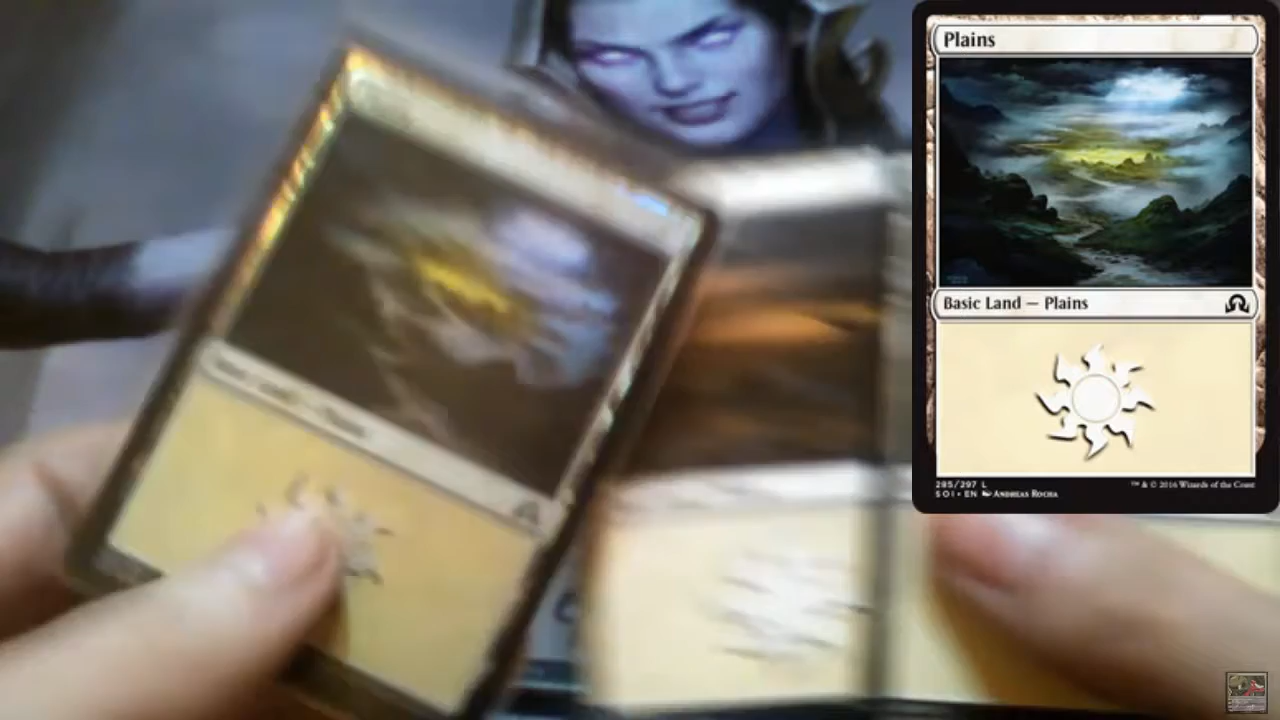 Plains
Basic Land — Plains
285/297 L
SOI • EN Andreas Rocha
™ & © 2016 Wizards of the Coast